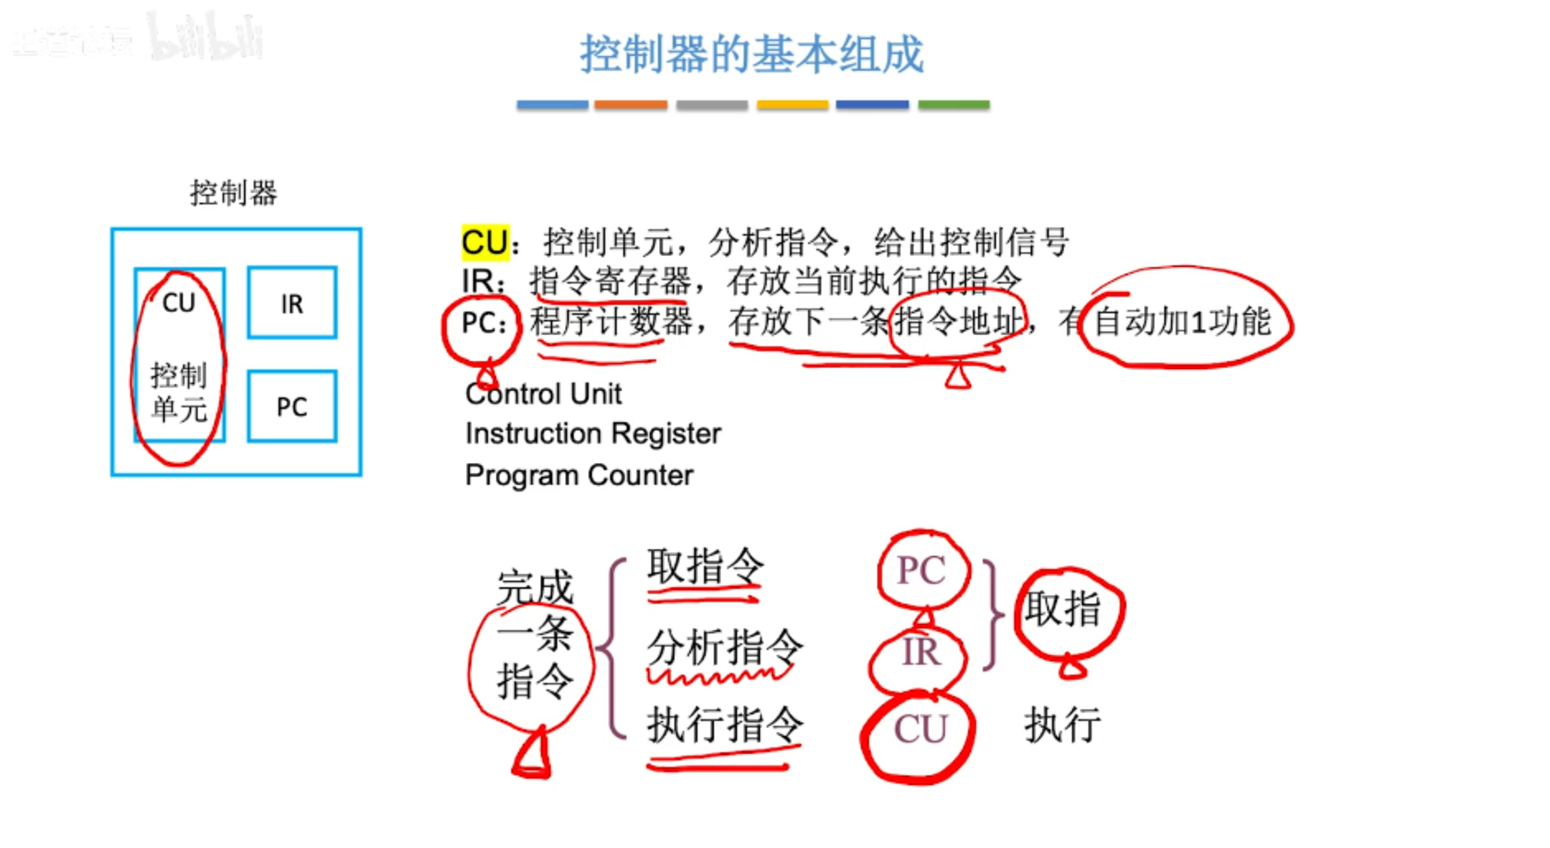 bilibili
控制器的基本组成
控制器
CU
控制
单元
IR
PC
CU：控制单元，分析指令，给出控制信号
IR：指令寄存器，存放当前执行的指令
PC：程序计数器，存放下一条指令地址，有自动加1功能
Control Unit
Instruction Register
Program Counter
完成
一条
指令
取指令
分析指令
执行指令
PC
IR
CU
取指
执行